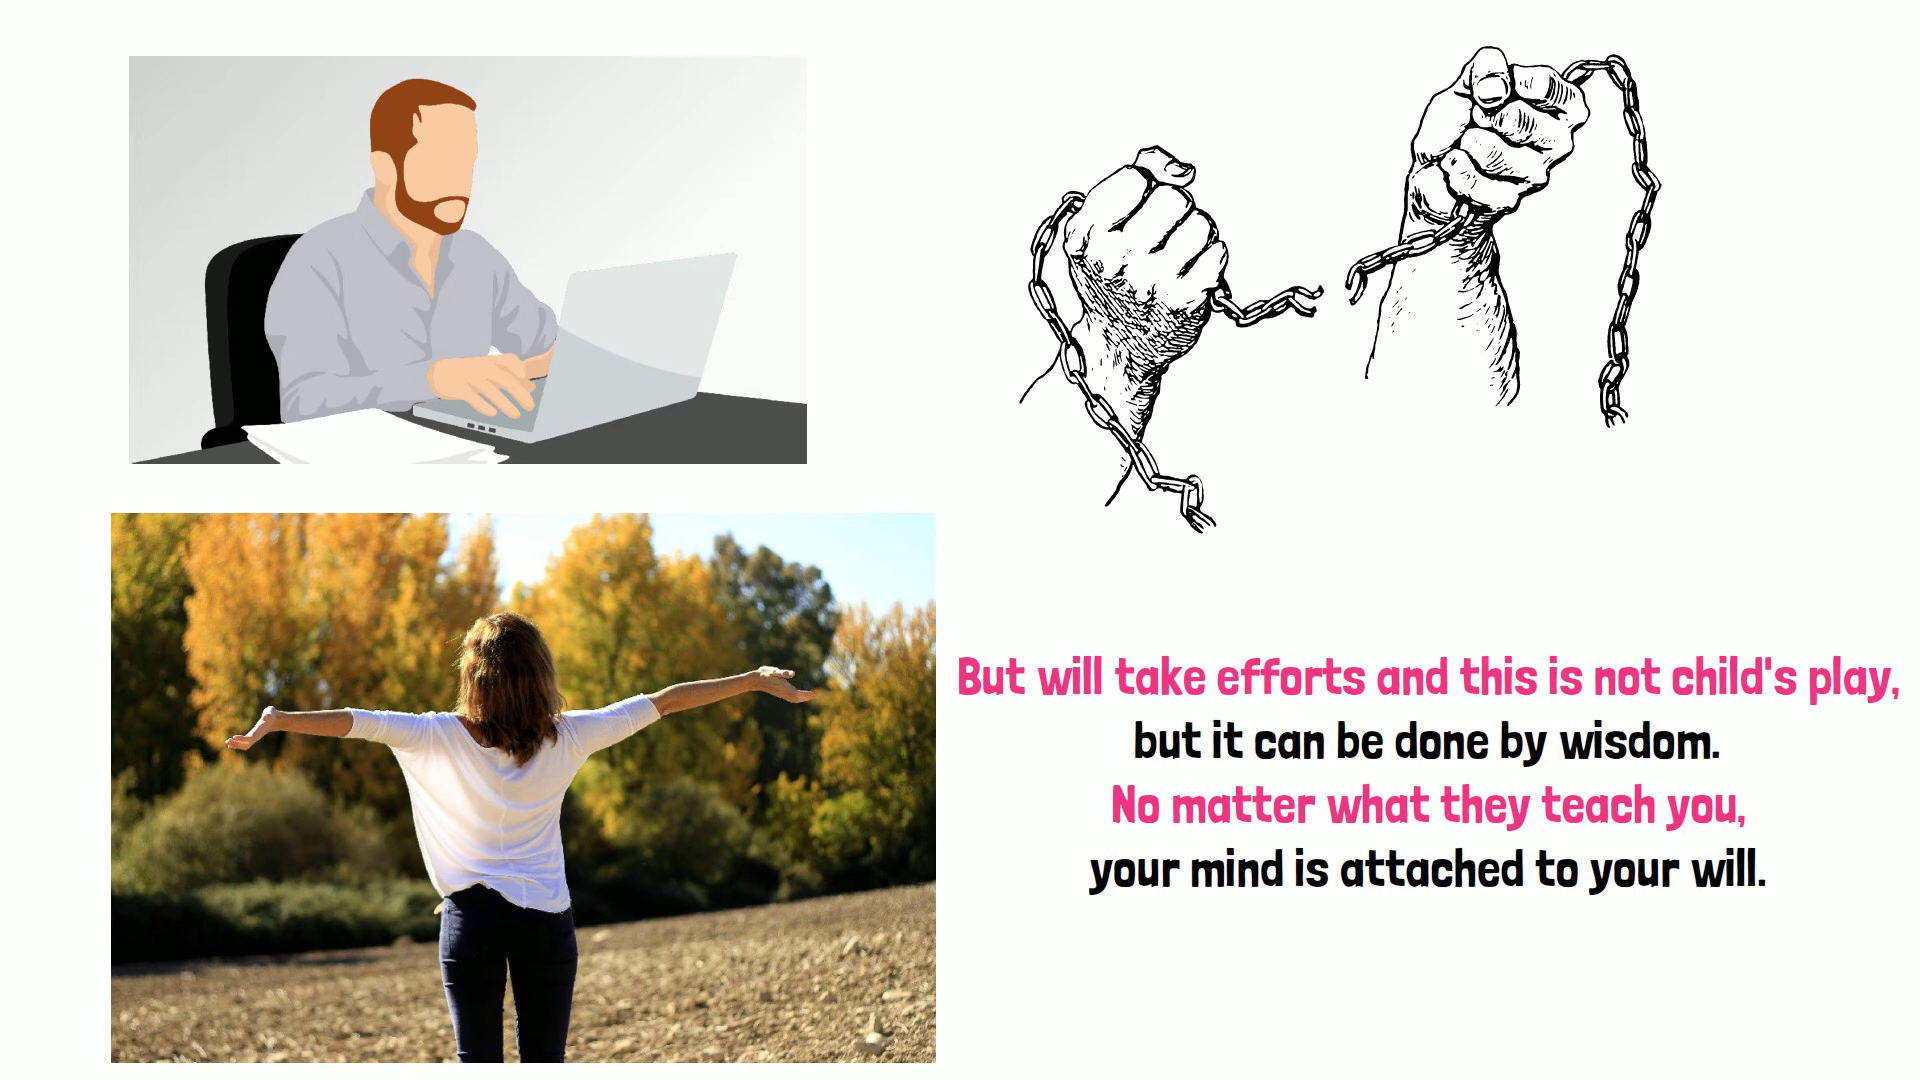 But will take efforts and this is not child's play,
but it can be done by wisdom.
No matter what they teach you,
your mind is attached to your will.